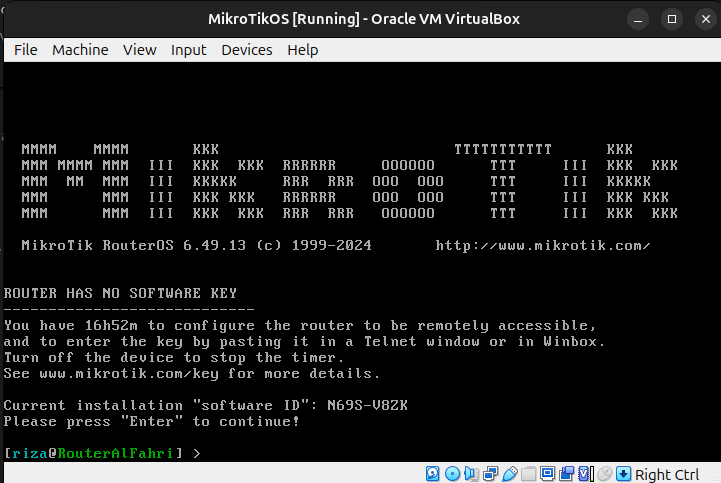 MikroTikOS [Running] - Oracle VM VirtualBox
File Machine View Input Devices Help
MMMM    MMMM       KKK                          TTTTTTTTTTT      KKK
MMM MMMM MMM  III  KKK  KKK  RRRRRR     OOOOOO      TTT     III  KKK  KKK
MMM  MM  MMM  III  KKKKK     RRR  RRR  OOO  OOO     TTT     III  KKKKK
MMM      MMM  III  KKK KKK   RRRRRR    OOO  OOO     TTT     III  KKK KKK
MMM      MMM  III  KKK  KKK  RRR  RRR   OOOOOO      TTT     III  KKK  KKK
MikroTik RouterOS 6.49.13 (c) 1999-2024       http://www.mikrotik.com/
ROUTER HAS NO SOFTWARE KEY
----------------------------
You have 16h52m to configure the router to be remotely accessible,
and to enter the key by pasting it in a Telnet window or in Winbox.
Turn off the device to stop the timer.
See www.mikrotik.com/key for more details.
Current installation "software ID": N69S-V8ZK
Please press "Enter" to continue!
[riza@RouterAlFahri] >
Right Ctrl